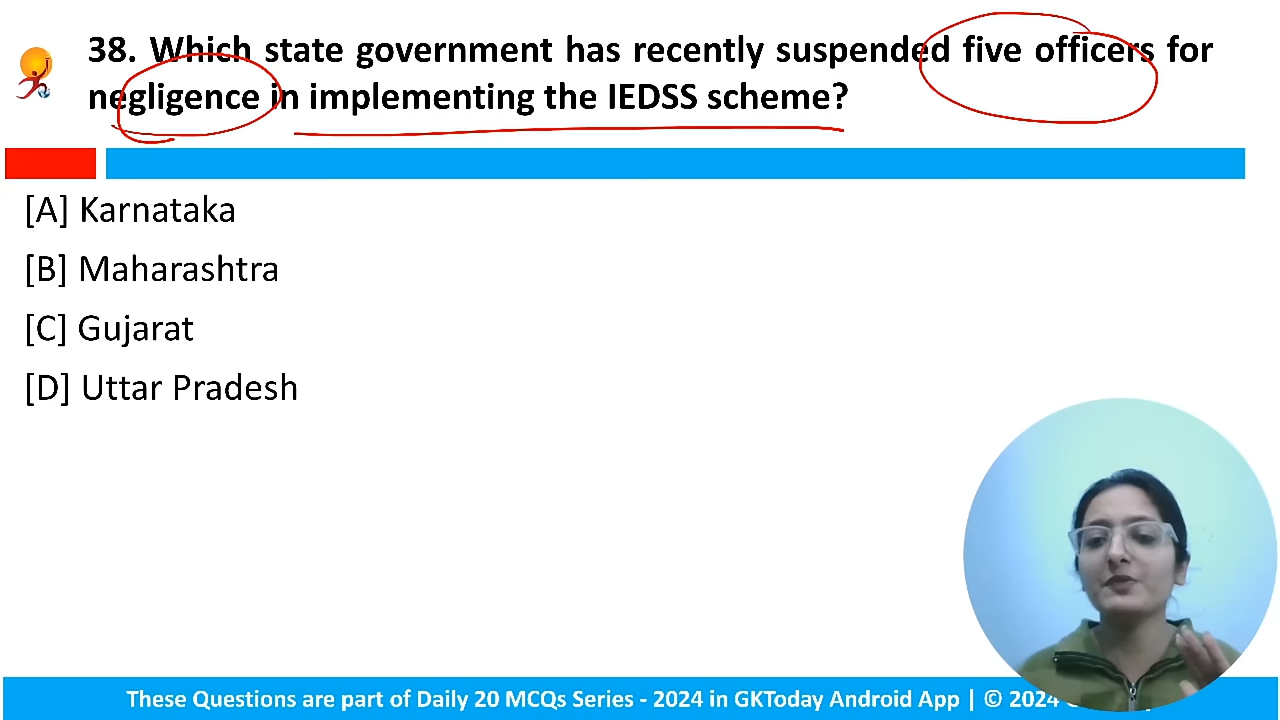 38. Which state government has recently suspended five officers for
negligence in implementing the IEDSS scheme?
[A] Karnataka
[B] Maharashtra
[C] Gujarat
[D] Uttar Pradesh
These Questions are part of Daily 20 MCQs Series - 2024 in GKToday Android App | © 2024